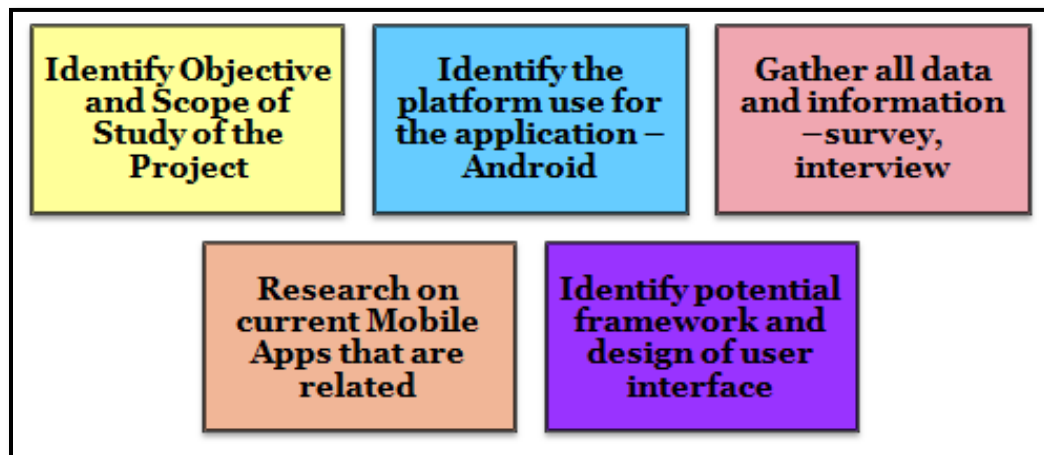 Identify Objective
and Scope of
Study of the
Project
Identify the
platform use for
the application –
Android
Gather all data
and information
–survey,
interview
Research on
current Mobile
Apps that are
related
Identify potential
framework and
design of user
interface